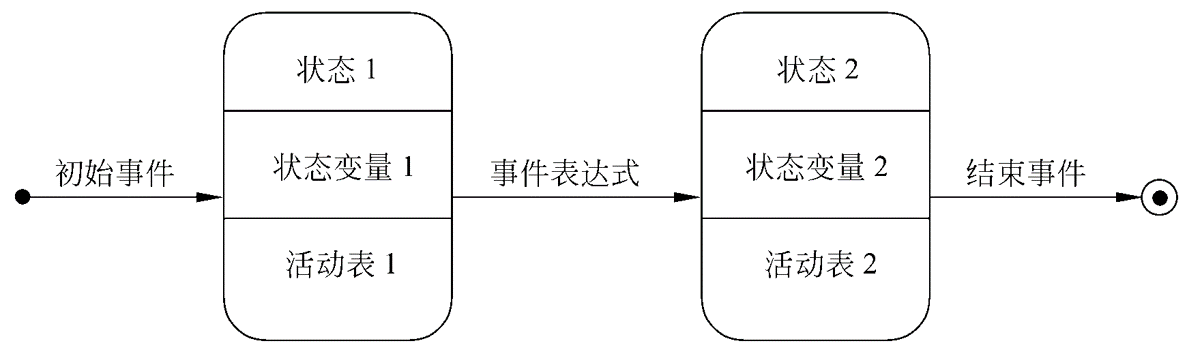 状态 1
状态 2
初始事件
状态变量 1
事件表达式
状态变量 2
结束事件
活动表 1
活动表 2